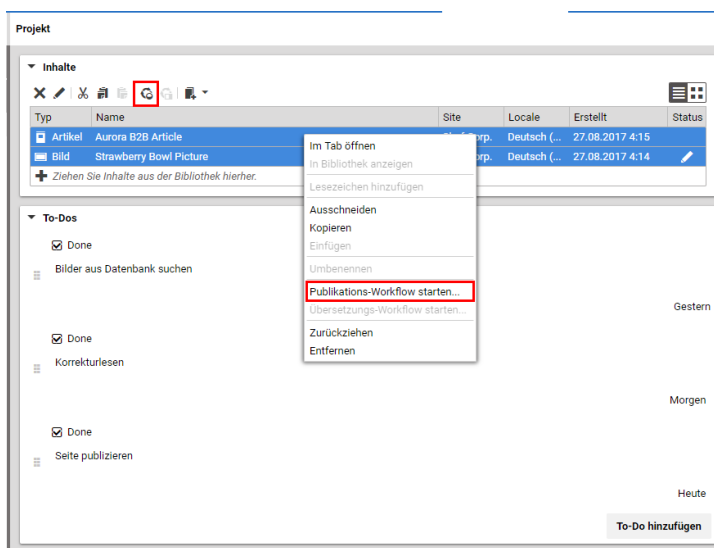 Projekt
Inhalte
Typ Name Site Locale Erstellt Status
Artikel Aurora B2B Article Corp. Deutsch (... 27.08.2017 4:15
Bild Strawberry Bowl Picture orp. Deutsch (... 27.08.2017 4:14
Ziehen Sie Inhalte aus der Bibliothek hierher.
Im Tab öffnen
In Bibliothek anzeigen
Lesezeichen hinzufügen
Ausschneiden
Kopieren
Einfügen
Umbenennen
Publikations-Workflow starten...
Übersetzungs-Workflow starten...
Zurückziehen
Entfernen
To-Dos
Done
Bilder aus Datenbank suchen
Gestern
Done
Korrekturlesen
Morgen
Done
Seite publizieren
Heute
To-Do hinzufügen